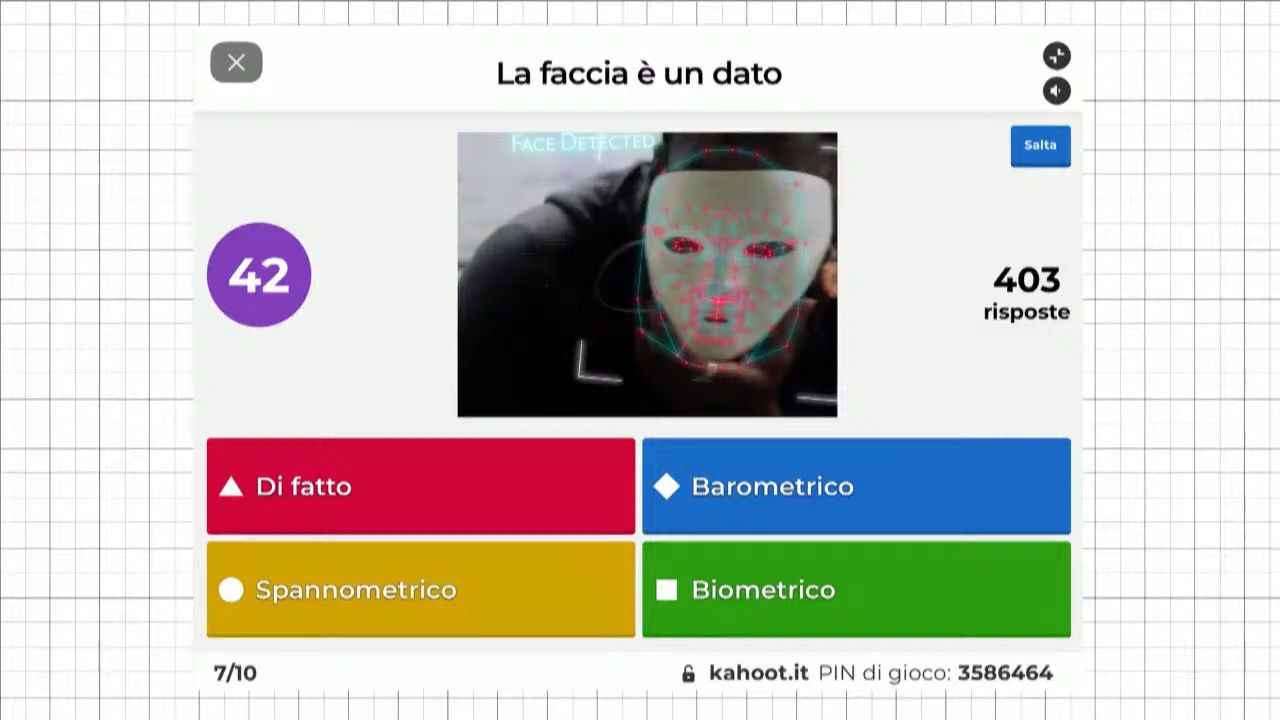 La faccia è un dato
Salta
FACE DETECTED
42
403
risposte
Di fatto
Barometrico
Spannometrico
Biometrico
7/10
kahoot.it PIN di gioco: 3586464